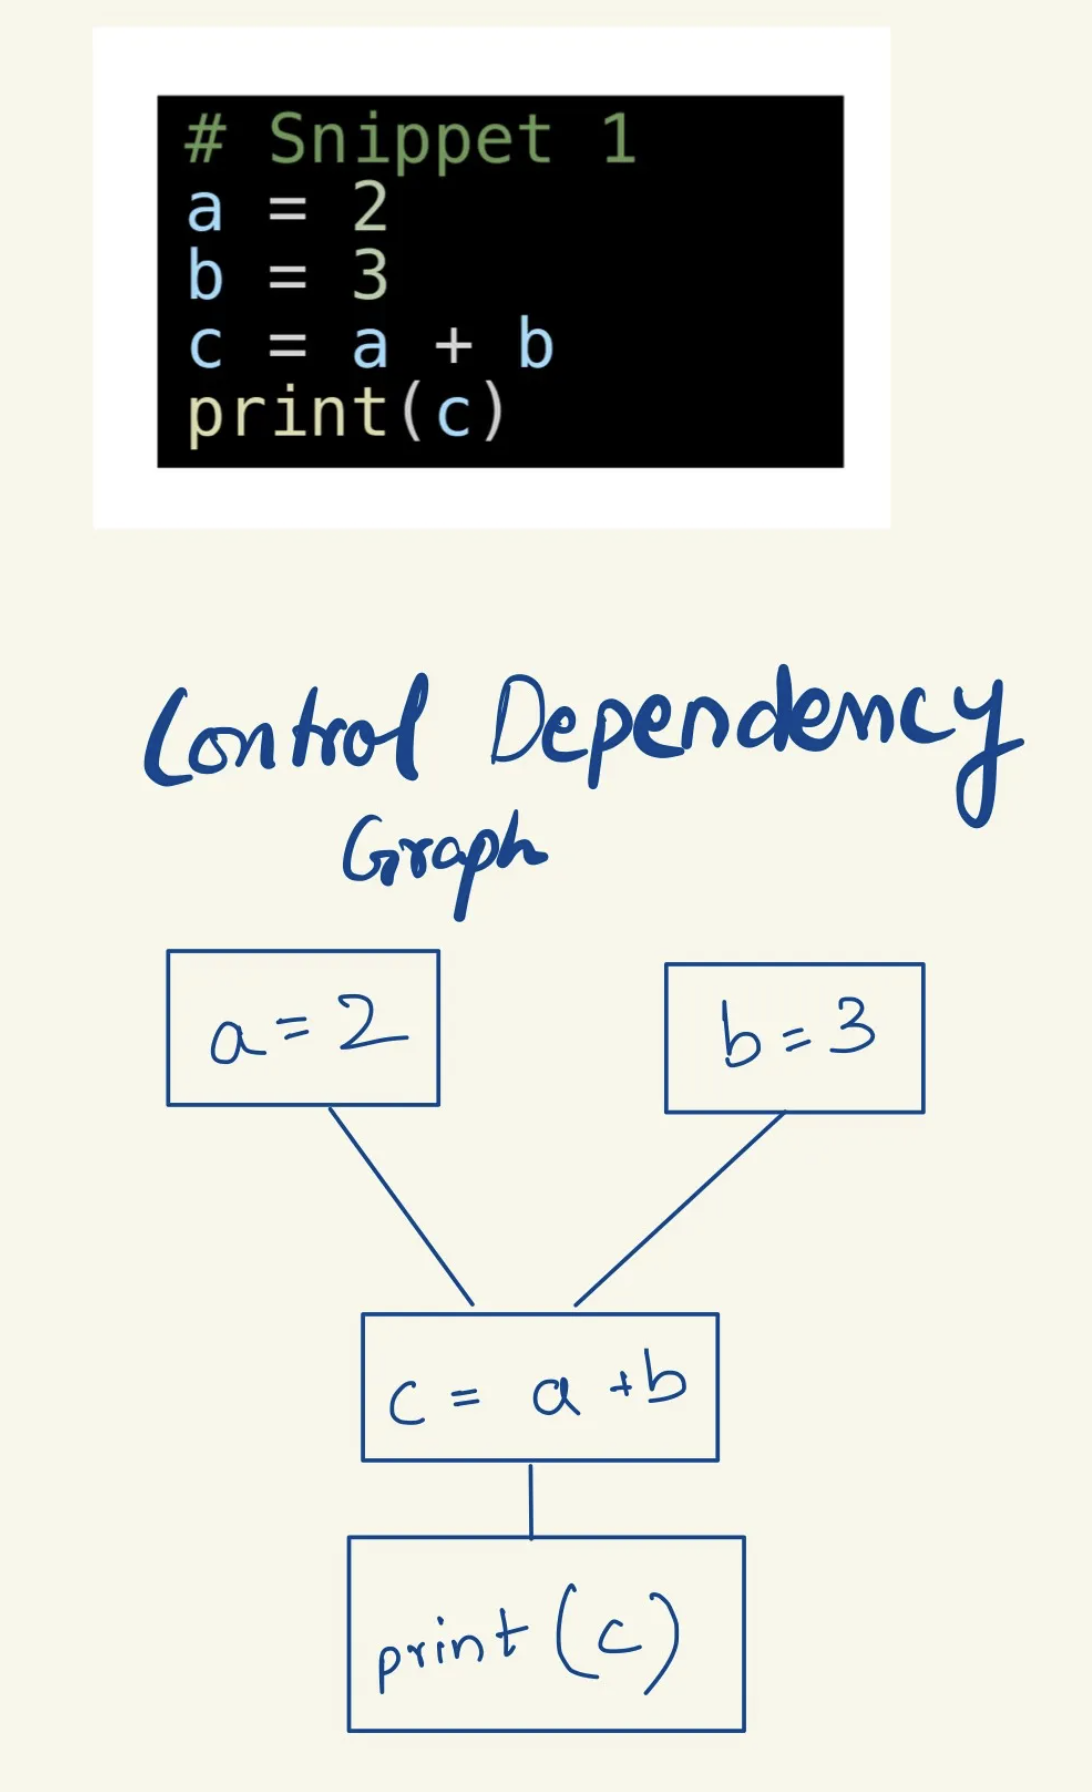 # Snippet 1
a = 2
b = 3
c = a + b
print(c)
Control Dependency
Graph
a = 2
b = 3
c = a + b
print (c)